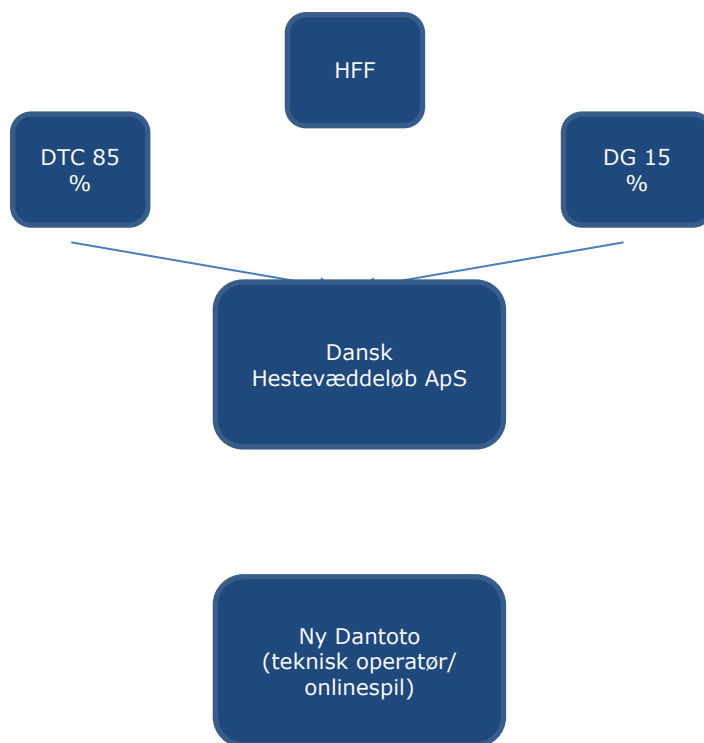 HFF
DTC 85
%
DG 15
%
Dansk
Hestevæddeløb ApS
Ny Dantoto
(teknisk operatør/
onlinespil)